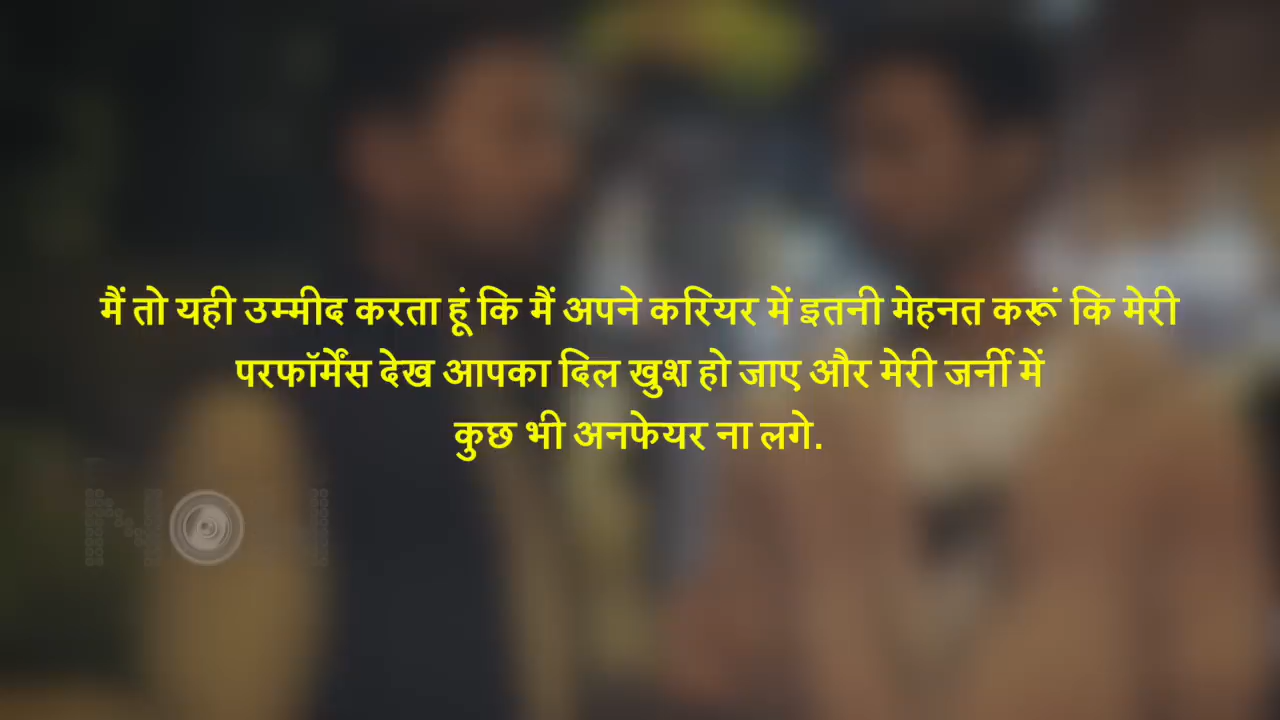 मैं तो यही उम्मीद करता हूं कि मैं अपने करियर में इतनी मेहनत करूं कि मेरी
परफॉर्मेंस देख आपका दिल खुश हो जाए और मेरी जर्नी में
कुछ भी अनफेयर ना लगे.